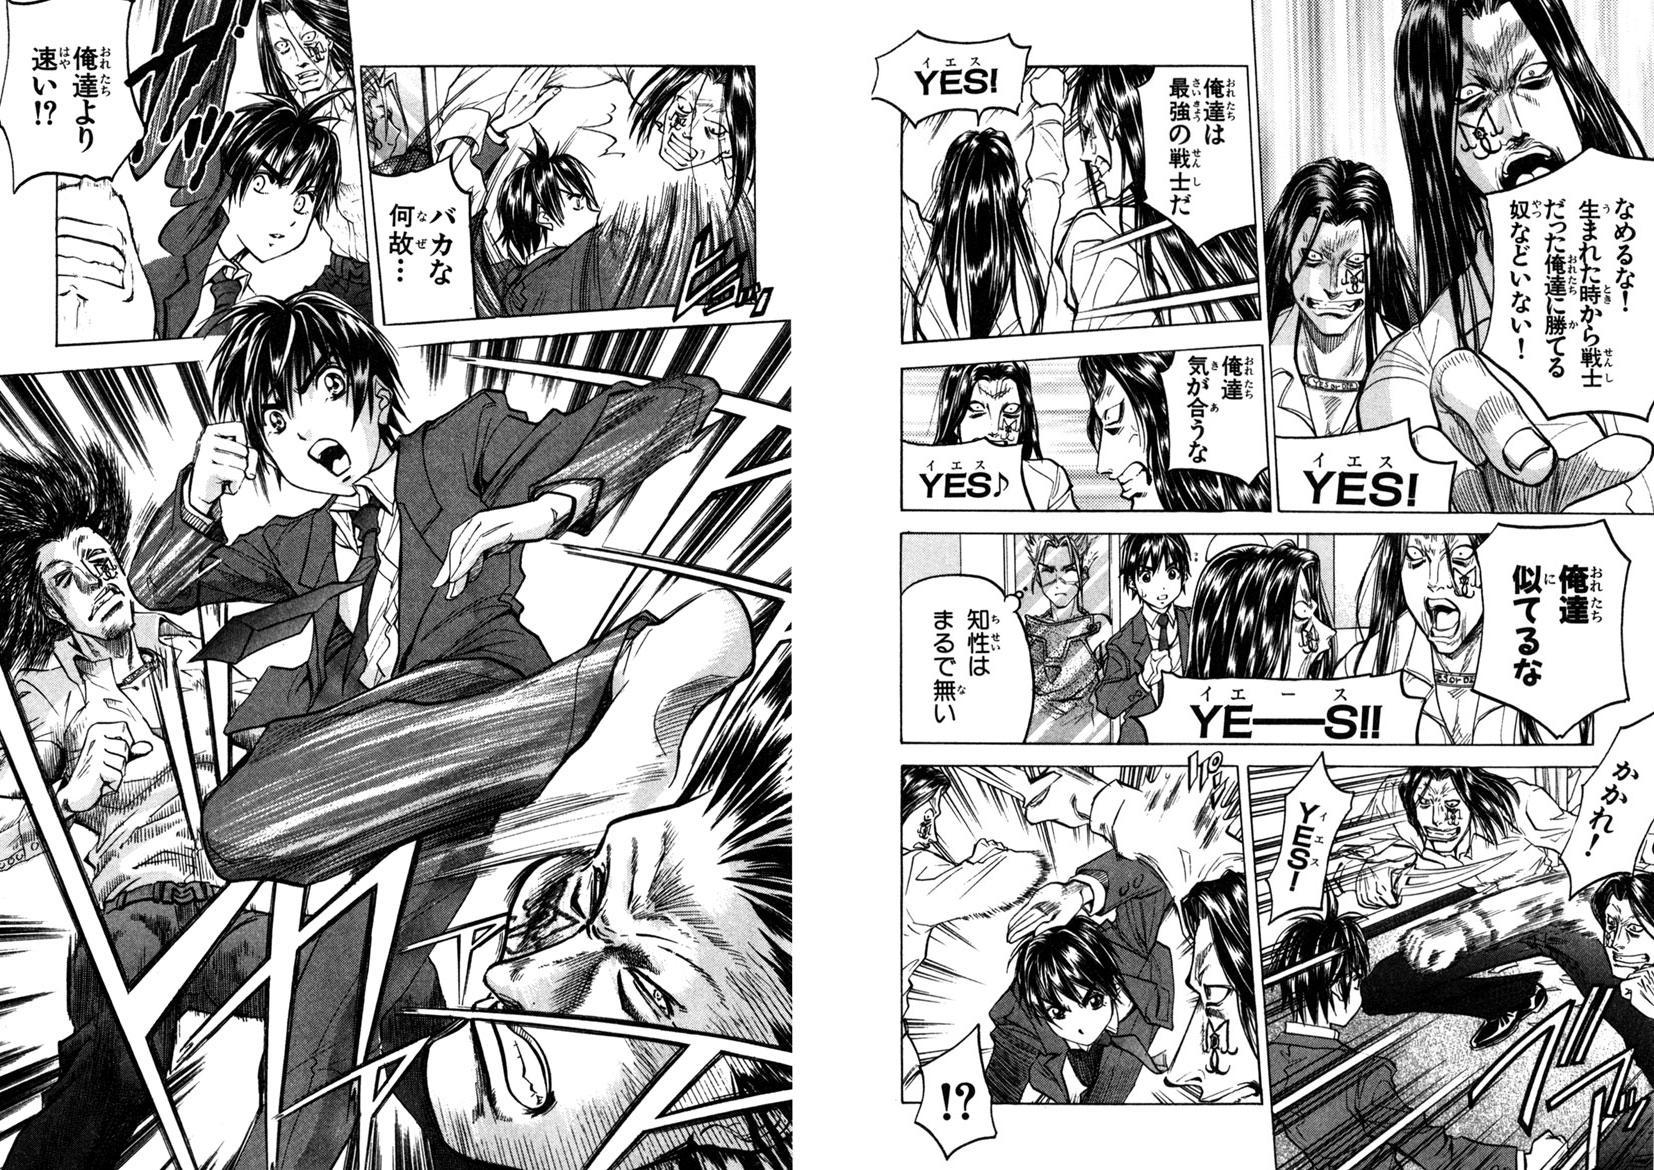 なめるな！
生まれた時から戦士
だった俺達に勝てる
奴などいない！
YES!
YES or DIE
俺達は
最強の戦士だ
YES!
俺達
気が合うな
YES♪
俺達
似てるな
YE――S!!
知性は
まるで無い
かかれ！
YES!
!?
バカな
何故…
俺達より
速い!?